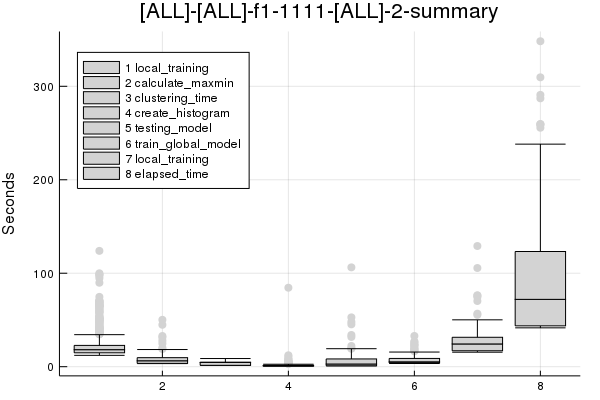 [ALL]-[ALL]-f1-1111-[ALL]-2-summary
Seconds
300
200
100
0
1 local_training
2 calculate_maxmin
3 clustering_time
4 create_histogram
5 testing_model
6 train_global_model
7 local_training
8 elapsed_time
2
4
6
8